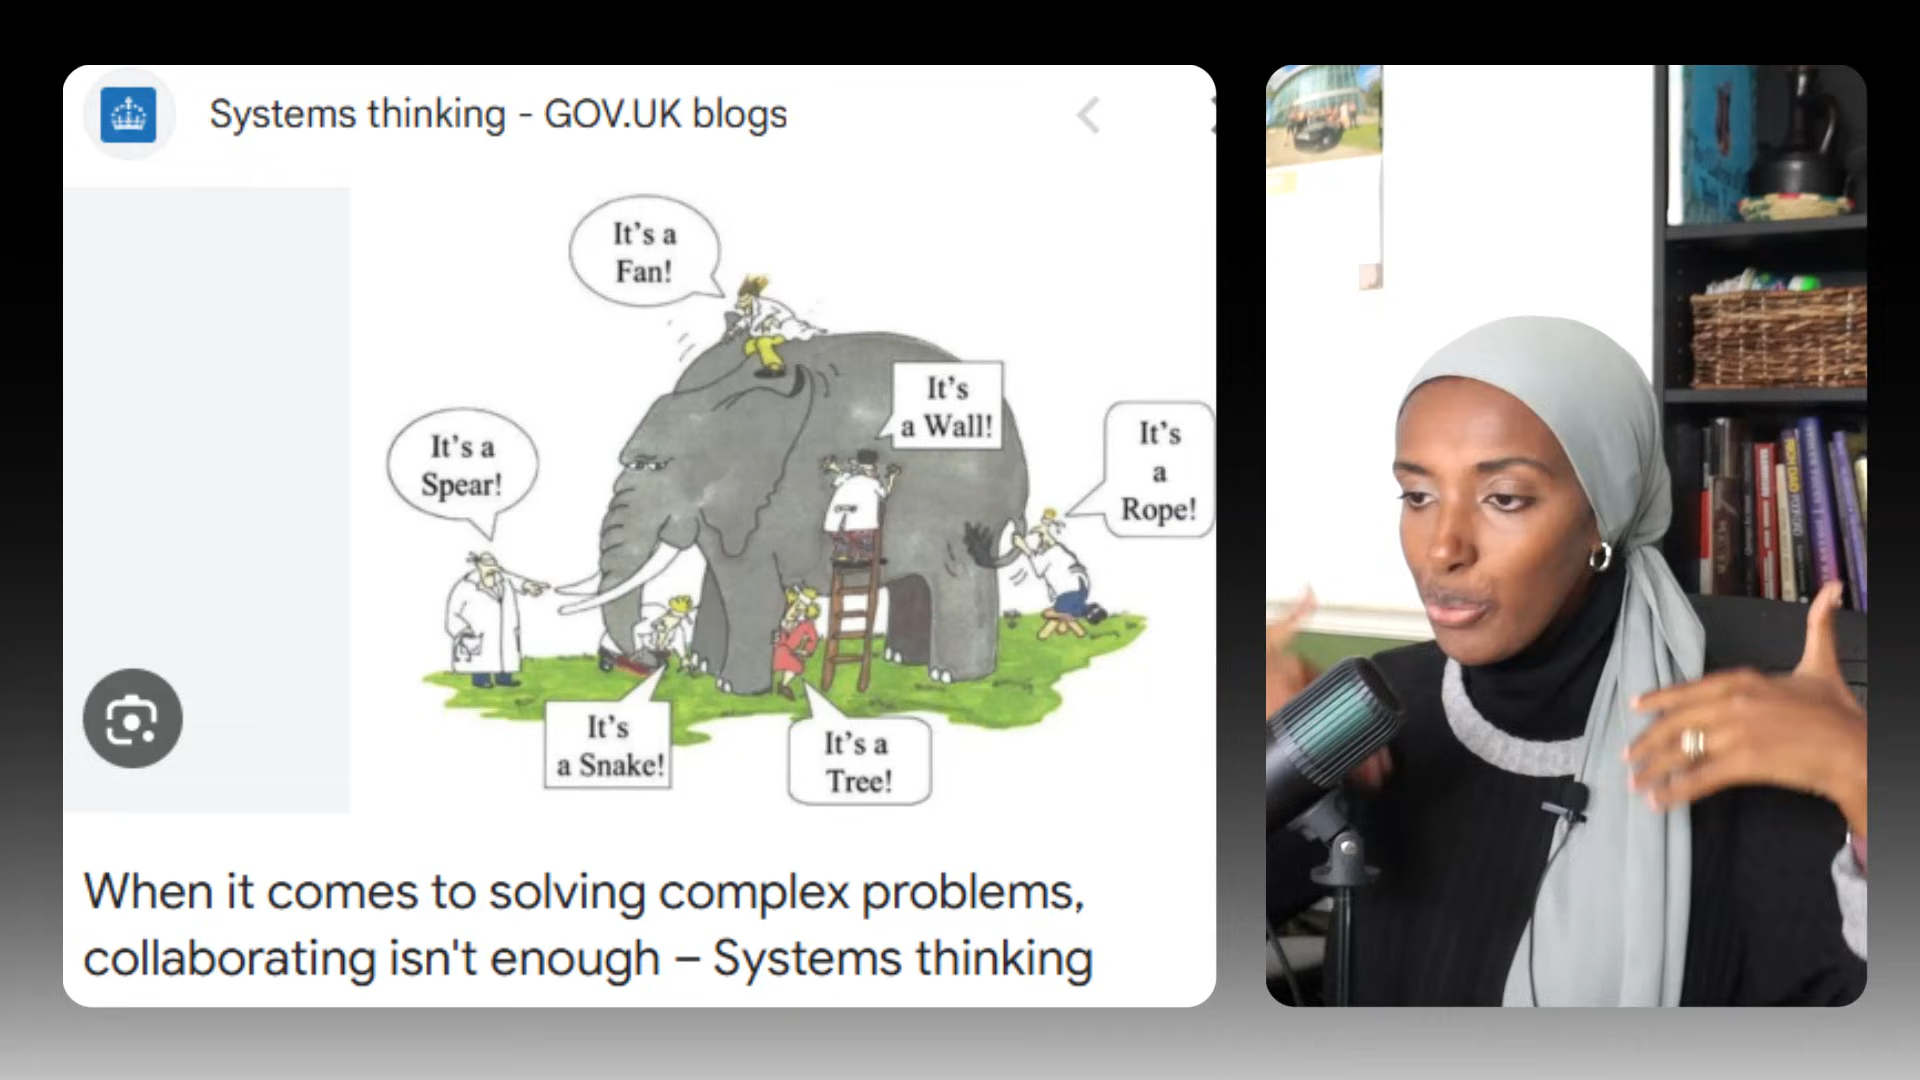 Systems thinking - GOV.UK blogs
It's a
Fan!
It's
a Wall!
It's
a
Rope!
It's a
Spear!
It's
a Snake!
It's a
Tree!
When it comes to solving complex problems,
collaborating isn't enough – Systems thinking